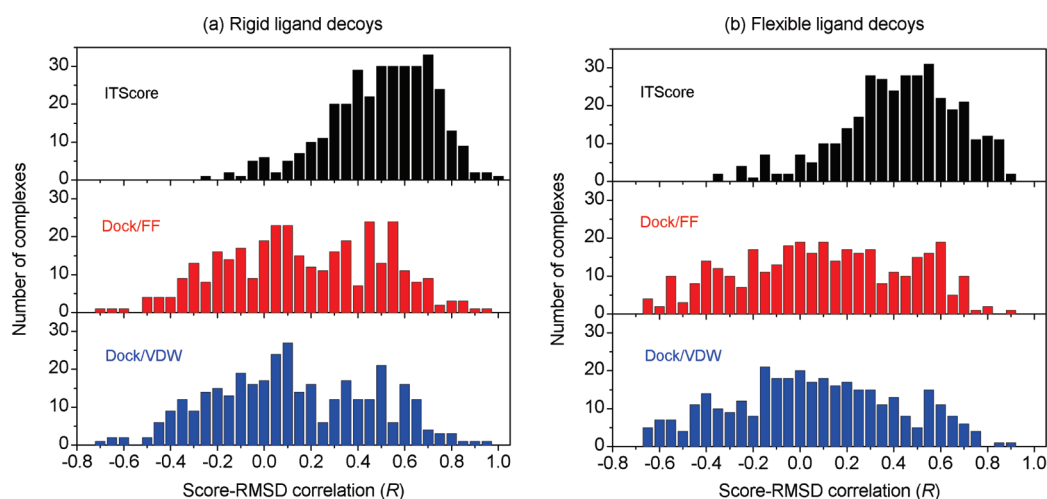 (a) Rigid ligand decoys
(b) Flexible ligand decoys
Number of complexes
30
20
10
0
ITScore
20
10
0
Dock/FF
30
20
10
0
Dock/VDW
-0.8 -0.6 -0.4 -0.2 0.0 0.2 0.4 0.6 0.8 1.0
Score-RMSD correlation (R)
Number of complexes
30
20
10
0
ITScore
30
20
10
0
Dock/FF
30
20
10
0
Dock/VDW
-0.8 -0.6 -0.4 -0.2 0.0 0.2 0.4 0.6 0.8 1.0
Score-RMSD correlation (R)